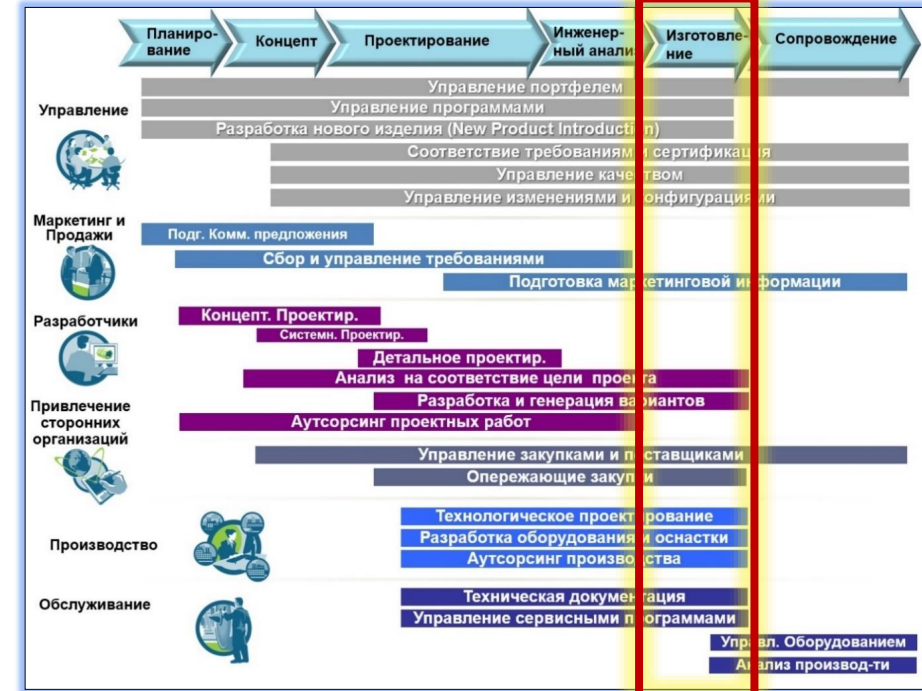 Планиро-
вание
Концепт
Проектирование
Инженер-
ный анализ
Изготовле-
ние
Сопровождение
Управление портфелем
Управление
Управление программами
Разработка нового изделия (New Product Introduction)
Соответствие требованиям и сертификация
Управление качеством
Управление изменениями и конфигурациями
Маркетинг и
Продажи
Подг. Комм. предложения
Сбор и управление требованиями
Подготовка маркетинговой информации
Разработчики
Концепт. Проектир.
Системн. Проектир.
Детальное проектир.
Анализ на соответствие цели проекта
Разработка и генерация вариантов
Привлечение
сторонних
организаций
Аутсорсинг проектных работ
Управление закупками и поставщиками
Опережающие закупки
Производство
Технологическое проектирование
Разработка оборудования и оснастки
Аутсорсинг производства
Обслуживание
Техническая документация
Управление сервисными программами
Управл. Оборудованием
Анализ производ-ти